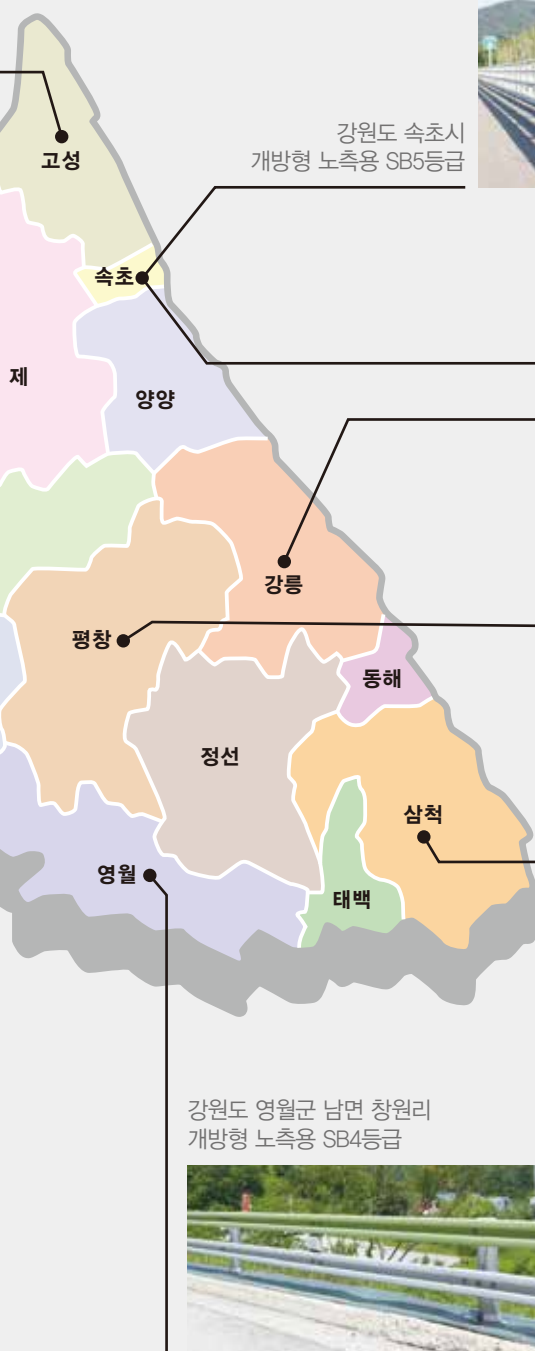 고성
강원도 속초시
개방형 노측용 SB5등급
속초
제
양양
강릉
평창
동해
정선
삼척
영월
태백
강원도 영월군 남면 창원리
개방형 노측용 SB4등급